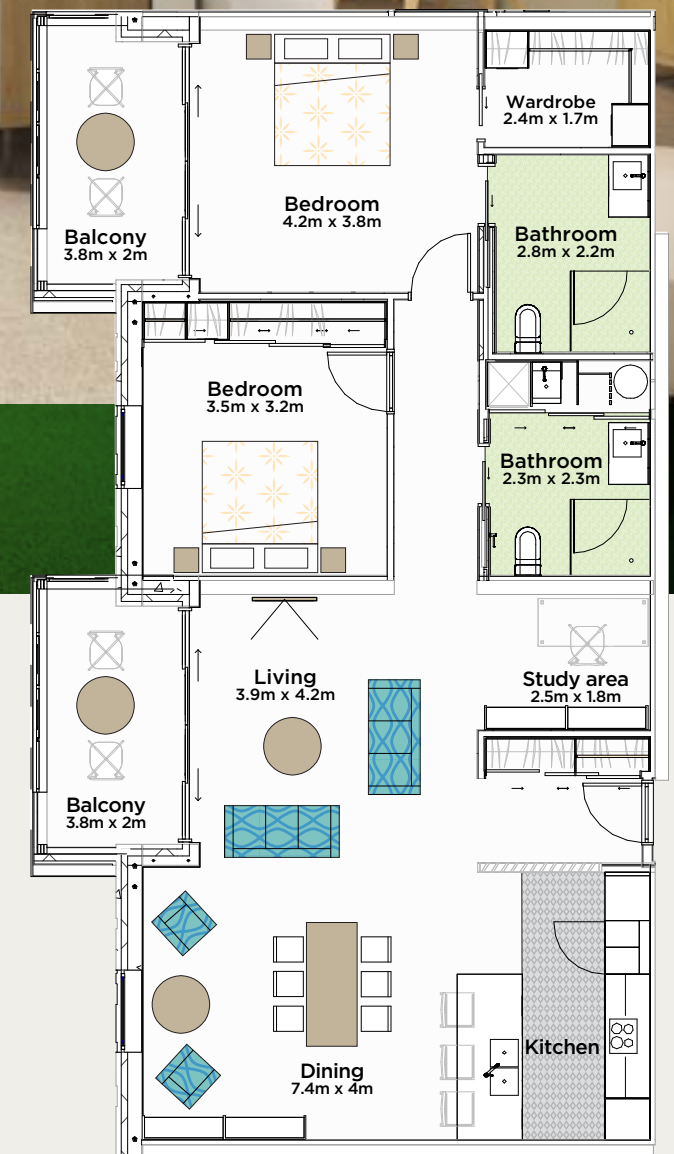 Wardrobe
2.4m x 1.7m
Bedroom
4.2m x 3.8m
Balcony
3.8m x 2m
Bathroom
2.8m x 2.2m
Bedroom
3.5m x 3.2m
Bathroom
2.3m x 2.3m
Living
3.9m x 4.2m
Study area
2.5m x 1.8m
Balcony
3.8m x 2m
Kitchen
Dining
7.4m x 4m